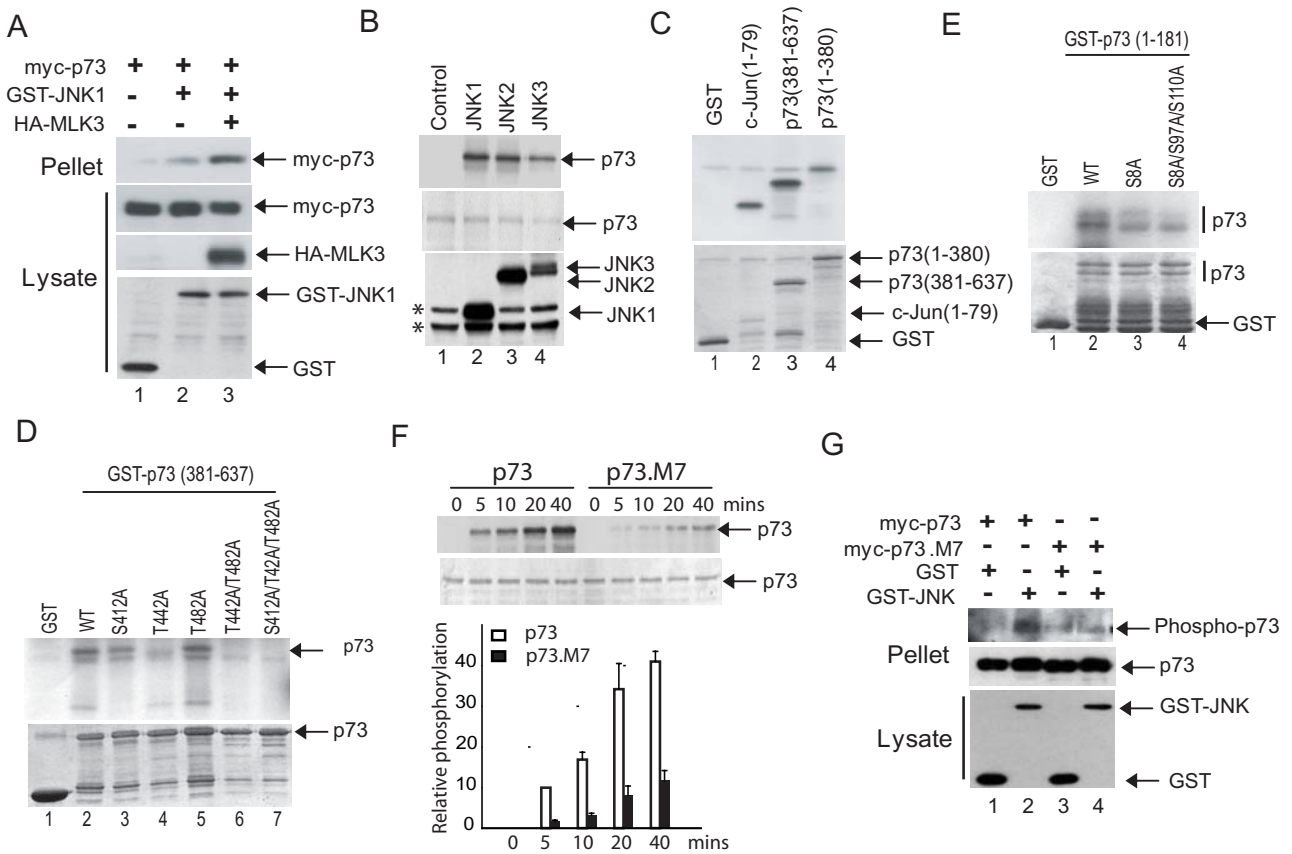 A
myc-p73 + + +
GST-JNK1 - + +
HA-MLK3 - - +
Pellet
myc-p73
Lysate
myc-p73
HA-MLK3
GST-JNK1
GST
1 2 3
B
Control JNK1 JNK2 JNK3
p73
p73
JNK3
JNK2
* JNK1
*
1 2 3 4
C
GST c-Jun(1-79) p73(381-637) p73(1-380)
p73(1-380)
p73(381-637)
c-Jun(1-79)
GST
1 2 3 4
E
GST-p73 (1-181)
GST WT S8A S8A/S97A/S110A
p73
p73
GST
1 2 3 4
D
GST-p73 (381-637)
GST WT S412A T442A T482A T442A/T482A S412A/T42A/T482A
p73
p73
1 2 3 4 5 6 7
F
p73 p73.M7
0 5 10 20 40 0 5 10 20 40 mins
p73
p73
Relative phosphorylation
p73
p73.M7
40
30
20
10
0
0 5 10 20 40 mins
G
myc-p73 + + - -
myc-p73.M7 - - + +
GST + - + -
GST-JNK - + - +
Phospho-p73
Pellet
p73
GST-JNK
Lysate
GST
1 2 3 4